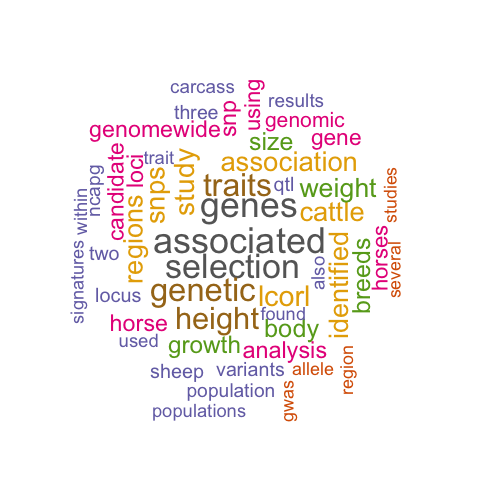 carcass
three
results
using
snp
genomewide
genomic
gene
size
candidate
loci
trait
study
association
traits
qtl
weight
ncapg
within
snps
genes
cattle
studies
signatures
regions
associated
identified
breeds
horses
several
two
selection
also
locus
genetic
lcorl
horse
height
found
body
used
growth
analysis
sheep
variants
allele
region
population
gwas
populations